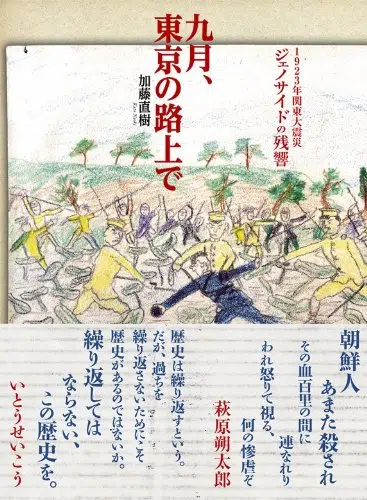 九月、
東京の路上で
加藤直樹
Kato Naoki
1923年関東大震災
ジェノサイドの残響
朝鮮人
あまた殺され
その血百里の間に
連なれり
われ怒りて視る、
何の惨虐ぞ
萩原朔太郎
歴史は繰り返すという。
だが、過ちを
繰り返さないためにこそ
歴史があるのではないか。
繰り返しては
ならない、
この歴史を。
いとうせいこう